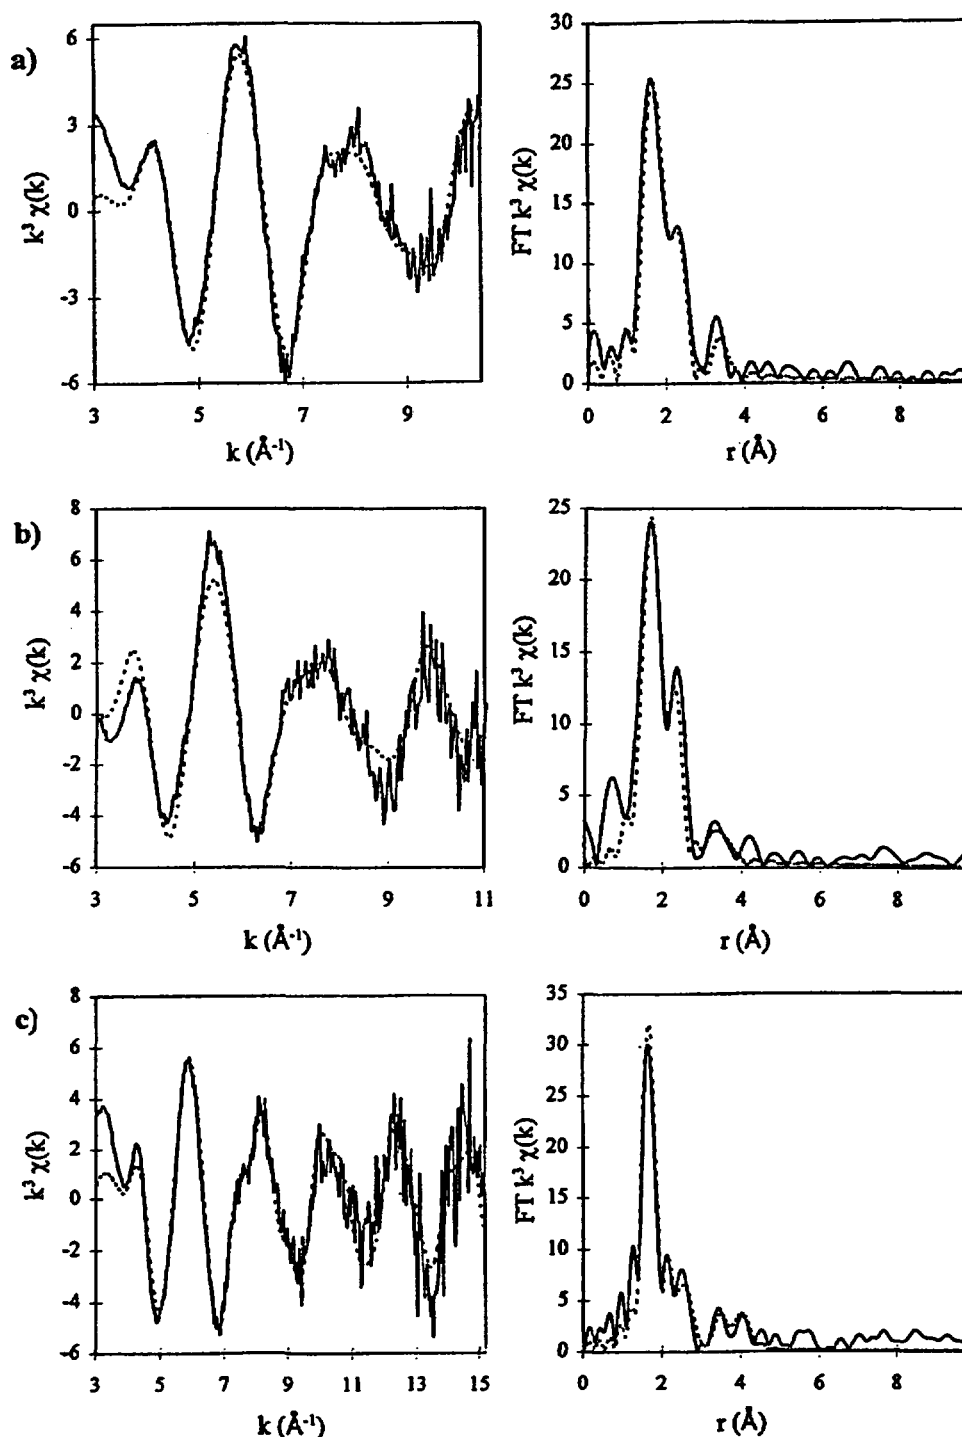 a)
6
3
0
-3
-6
k³ χ(k)
3 5 7 9
k (Å⁻¹)
30
25
20
15
10
5
0
FT k³ χ(k)
0 2 4 6 8
r (Å)
b)
8
6
4
2
0
-2
-4
-6
k³ χ(k)
3 5 7 9 11
k (Å⁻¹)
25
20
15
10
5
0
FT k³ χ(k)
0 2 4 6 8
r (Å)
c)
8
6
4
2
0
-2
-4
-6
k³ χ(k)
3 5 7 9 11 13 15
k (Å⁻¹)
35
30
25
20
15
10
5
0
FT k³ χ(k)
0 2 4 6 8
r (Å)